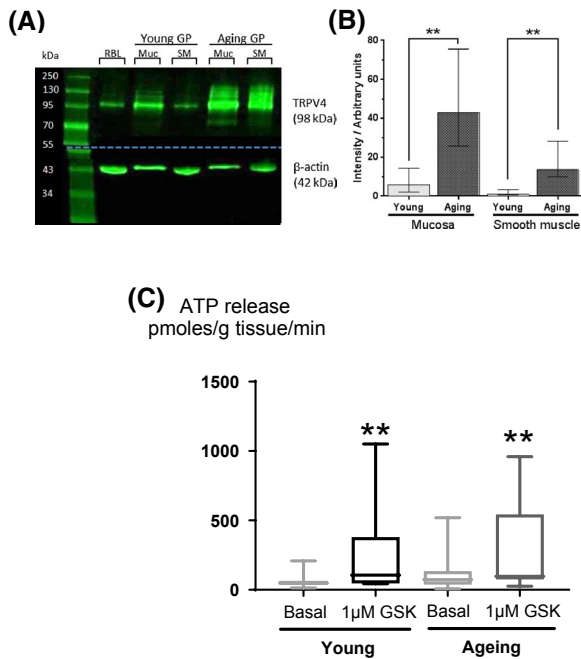 (A)
Young GP Aging GP
kDa RBL Muc SM Muc SM
250
130
95
70
55
43
34
TRPV4
(98 kDa)
β-actin
(42 kDa)
(B)
Intensity / Arbitrary units
80
60
40
20
0
** **
Young Aging Young Aging
Mucosa Smooth muscle
(C) ATP release
pmoles/g tissue/min
1500
1000
500
0
** **
Basal 1µM GSK Basal 1µM GSK
Young Ageing